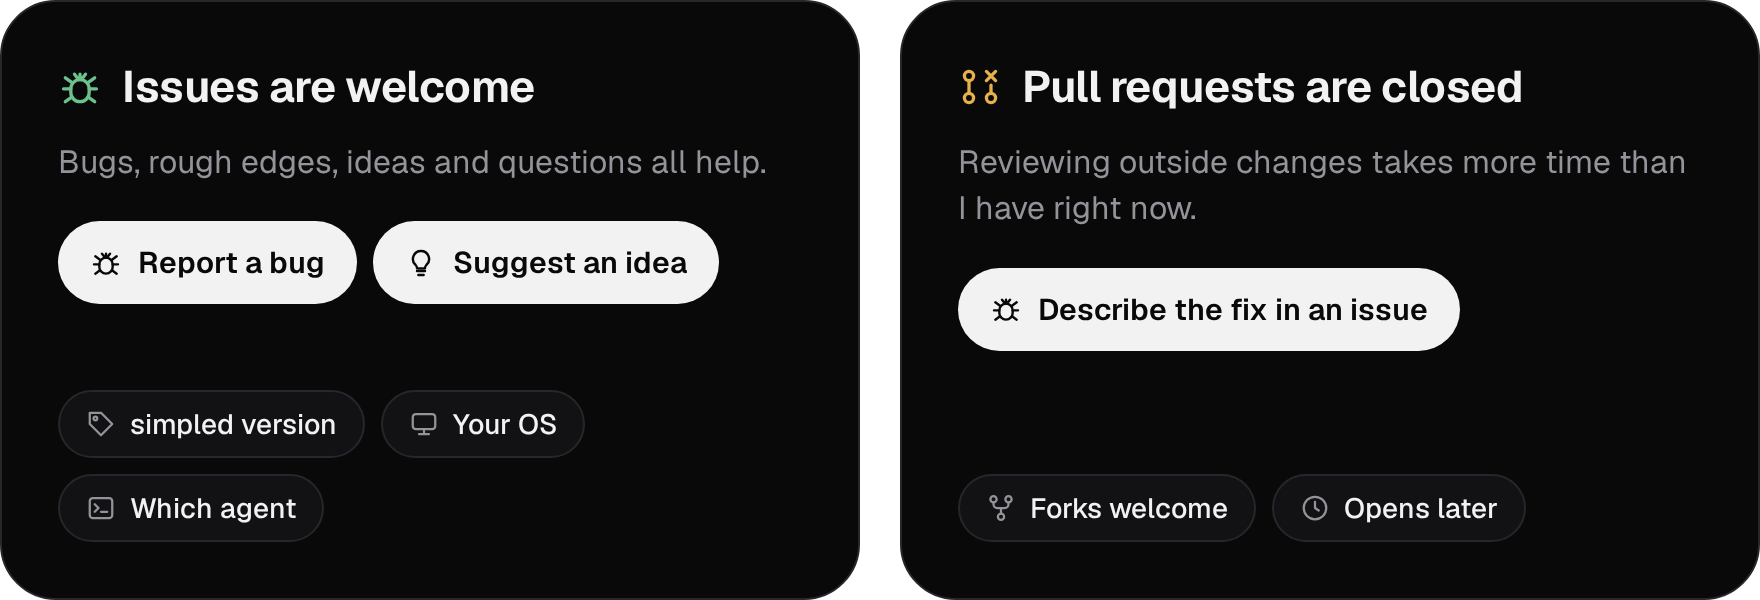 Issues are welcome
Bugs, rough edges, ideas and questions all help.
Report a bug
Suggest an idea
simpled version
Your OS
Which agent
Pull requests are closed
Reviewing outside changes takes more time than
I have right now.
Describe the fix in an issue
Forks welcome
Opens later